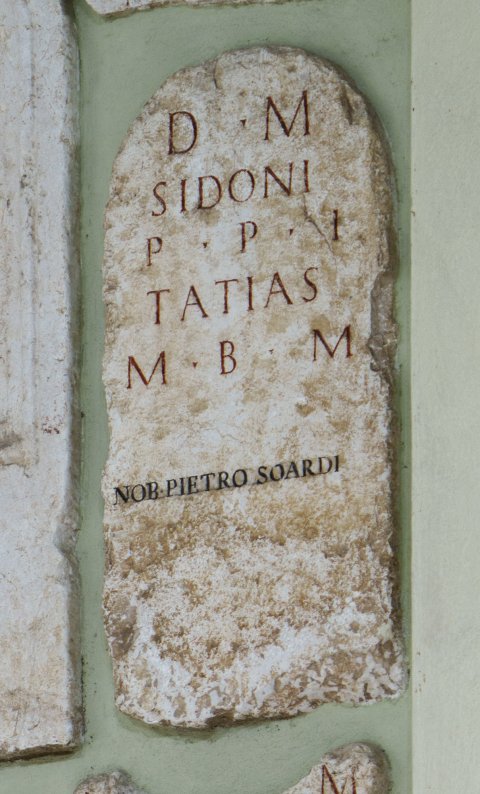 D · M
SIDONI
P · P · I
TATIAS
M · B · M
NOB·PIETRO SOARDI
M